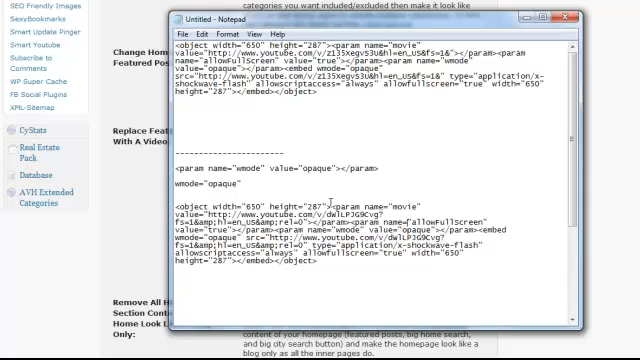 SEO Friendly Images
SexyBookmarks
Smart Update Pinger
Smart Youtube
Subscribe to
Comments
WP Super Cache
FB Social Plugins
XML-Sitemap
CyStats
Real Estate
Pack
Database
AVH Extended
Categories
categories you want included/excluded then make it look like
Change Hom
Featured Pos
Replace Featu
With A Video
Remove All H
Section Conte
Home Look Li
Only:
Untitled - Notepad
File Edit Format View Help
<object width="650" height="287"><param name="movie"
value="http://www.youtube.com/v/z135XegvS3U&hl=en_US&fs=1&"></param><param
name="allowFullScreen" value="true"></param><param name="wmode"
value="opaque"></param><embed wmode="opaque"
src="http://www.youtube.com/v/z135XegvS3U&hl=en_US&fs=1&" type="application/x-
shockwave-flash" allowscriptaccess="always" allowfullscreen="true" width="650"
height="287"></embed></object>
-----------------------
<param name="wmode" value="opaque"></param>
wmode="opaque"
<object width="650" height="287"><param name="movie"
value="http://www.youtube.com/v/dWlLPJG9Cvg?
fs=1&amp;hl=en_US&amp;rel=0"></param><param name="allowFullScreen"
value="true"></param><param name="wmode" value="opaque"></param><embed
wmode="opaque" src="http://www.youtube.com/v/dWlLPJG9Cvg?
fs=1&amp;hl=en_US&amp;rel=0" type="application/x-shockwave-flash"
allowscriptaccess="always" allowfullscreen="true" width="650"
height="287"></embed></object>
content of your homepage (featured posts, big home search,
and big city search button) and make the homepage look like a
blog only as all the inner pages do.